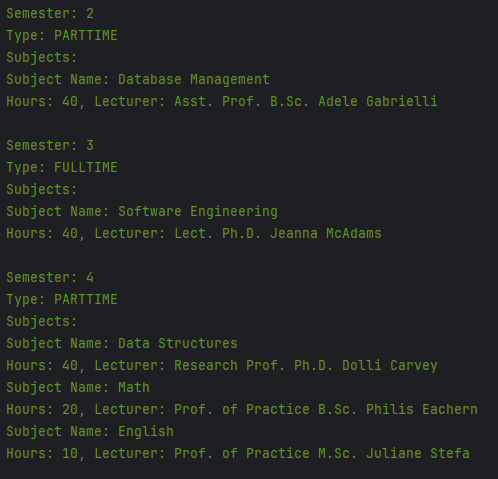 Semester: 2
Type: PARTTIME
Subjects:
Subject Name: Database Management
Hours: 40, Lecturer: Asst. Prof. B.Sc. Adele Gabrielli
Semester: 3
Type: FULLTIME
Subjects:
Subject Name: Software Engineering
Hours: 40, Lecturer: Lect. Ph.D. Jeanna McAdams
Semester: 4
Type: PARTTIME
Subjects:
Subject Name: Data Structures
Hours: 40, Lecturer: Research Prof. Ph.D. Dolli Carvey
Subject Name: Math
Hours: 20, Lecturer: Prof. of Practice B.Sc. Philis Eachern
Subject Name: English
Hours: 10, Lecturer: Prof. of Practice M.Sc. Juliane Stefa